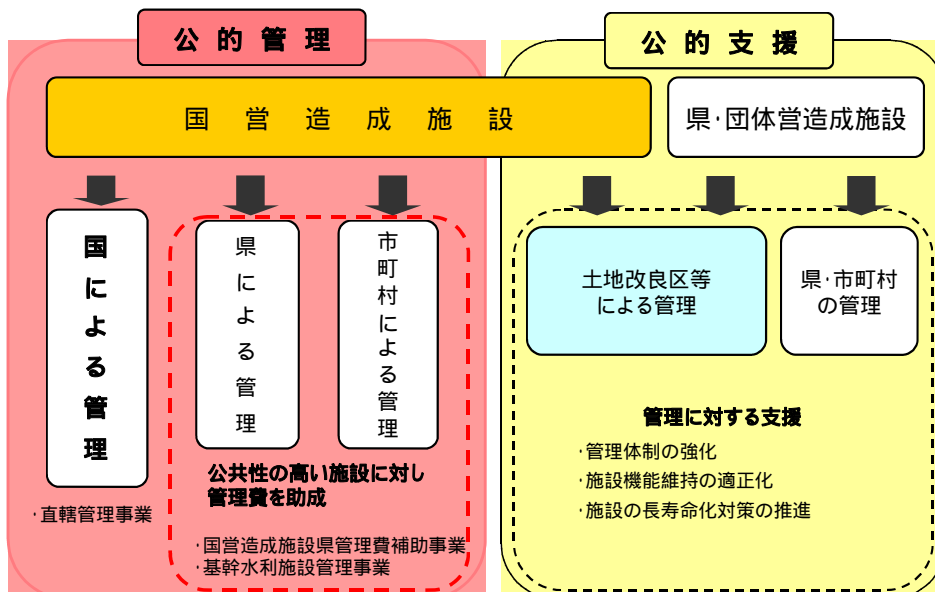 公的管理
公的支援
国営造成施設
県・団体営造成施設
国による管理
県による管理
市町村による管理
土地改良区等
による管理
県・市町村
の管理
公共性の高い施設に対し
管理費を助成
・直轄管理事業
・国営造成施設県管理費補助事業
・基幹水利施設管理事業
管理に対する支援
・管理体制の強化
・施設機能維持の適正化
・施設の長寿命化対策の推進